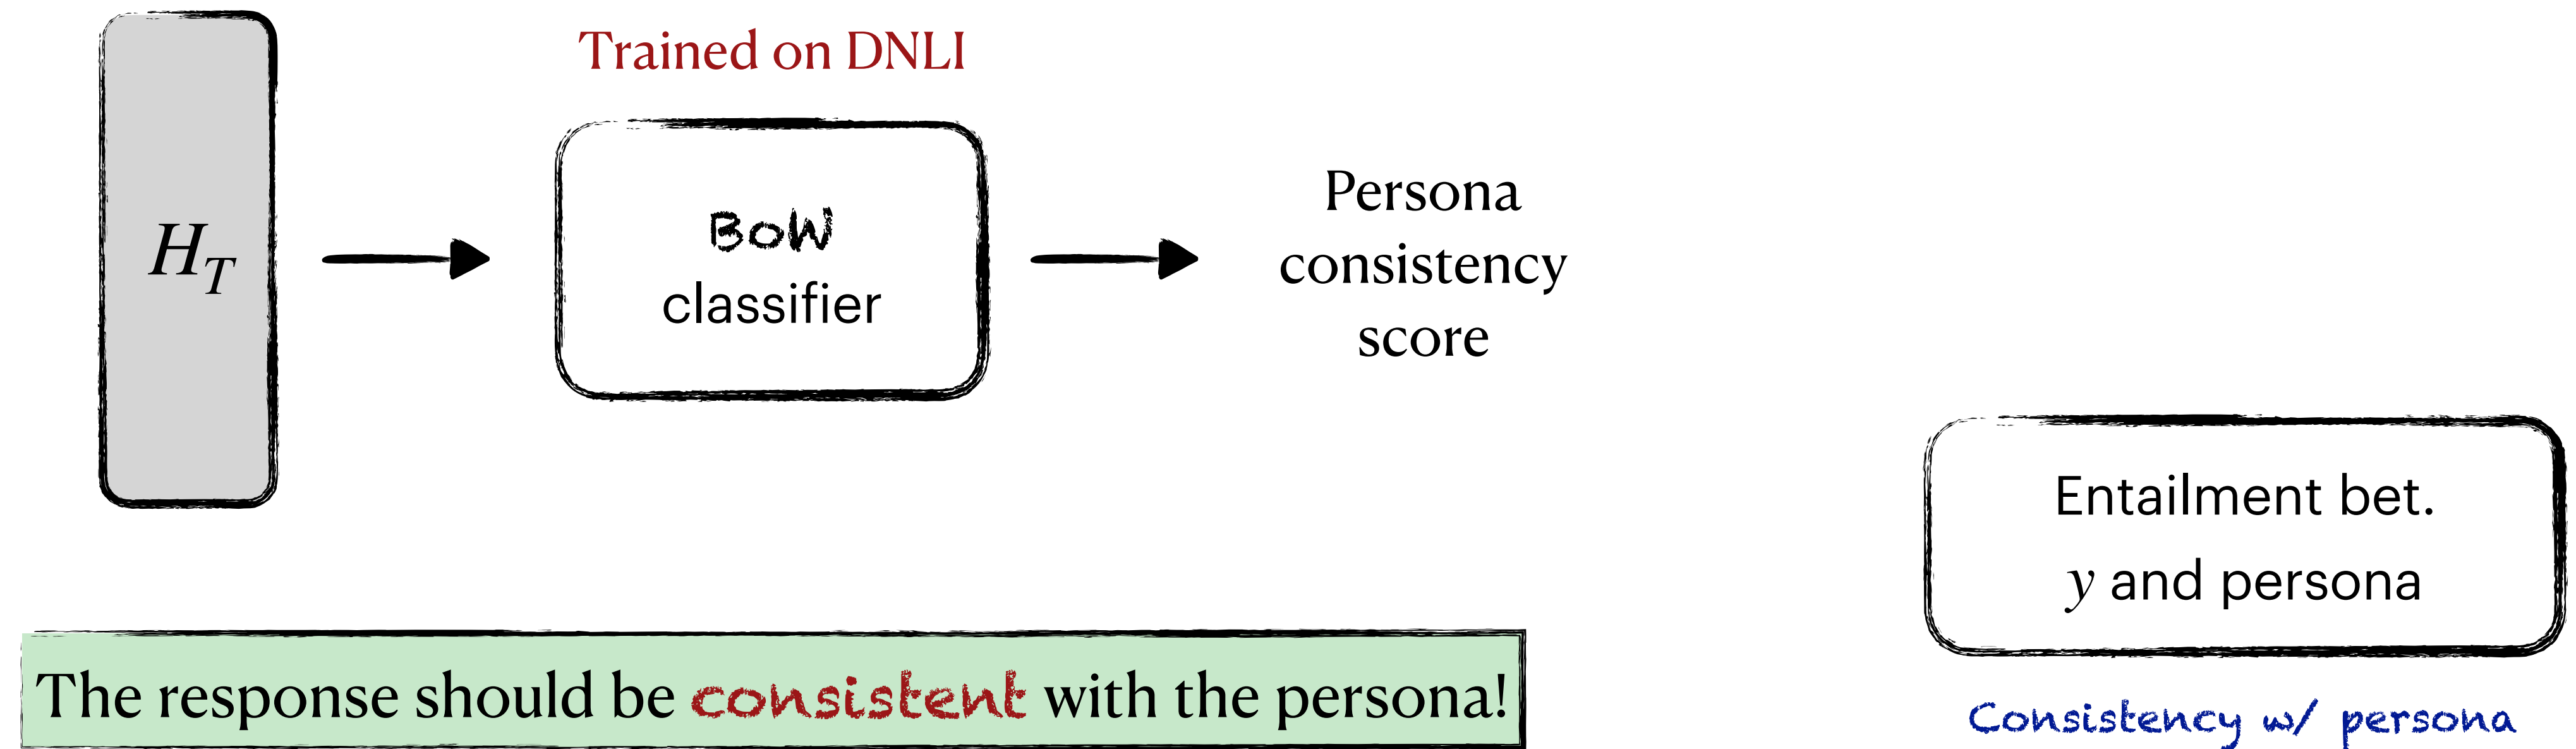 Trained on DNLI
H_T
BoW
classifier
Persona
consistency
score
Entailment bet.
y and persona
The response should be consistent with the persona!
Consistency w/ persona